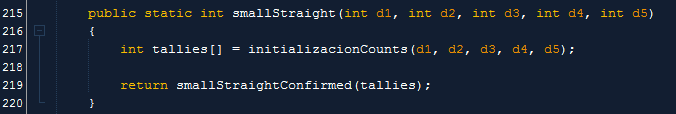 215 public static int smallStraight(int d1, int d2, int d3, int d4, int d5)
216 {
217 int tallies[] = initializacionCounts(d1, d2, d3, d4, d5);
218
219 return smallStraightConfirmed(tallies);
220 }